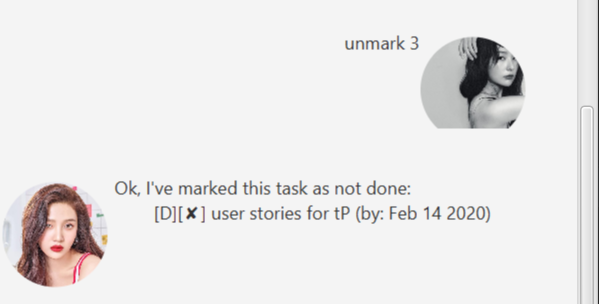 unmark 3
Ok, I've marked this task as not done:
[D][✘] user stories for tP (by: Feb 14 2020)